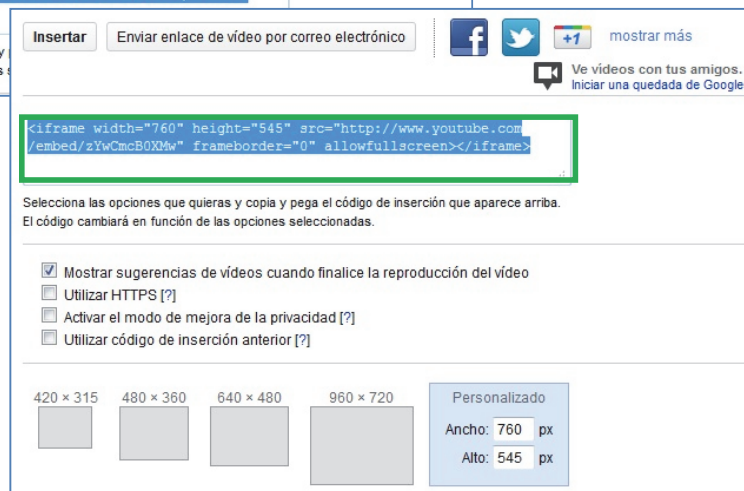 Insertar Enviar enlace de vídeo por correo electrónico f +1 mostrar más
Ve vídeos con tus amigos.
Iniciar una quedada de Google
<iframe width="760" height="545" src="http://www.youtube.com
/embed/zYwCmcB0XMw" frameborder="0" allowfullscreen></iframe>
Selecciona las opciones que quieras y copia y pega el código de inserción que aparece arriba.
El código cambiará en función de las opciones seleccionadas.
Mostrar sugerencias de vídeos cuando finalice la reproducción del vídeo
Utilizar HTTPS [?]
Activar el modo de mejora de la privacidad [?]
Utilizar código de inserción anterior [?]
420 × 315 480 × 360 640 × 480 960 × 720 Personalizado
Ancho: 760 px
Alto: 545 px